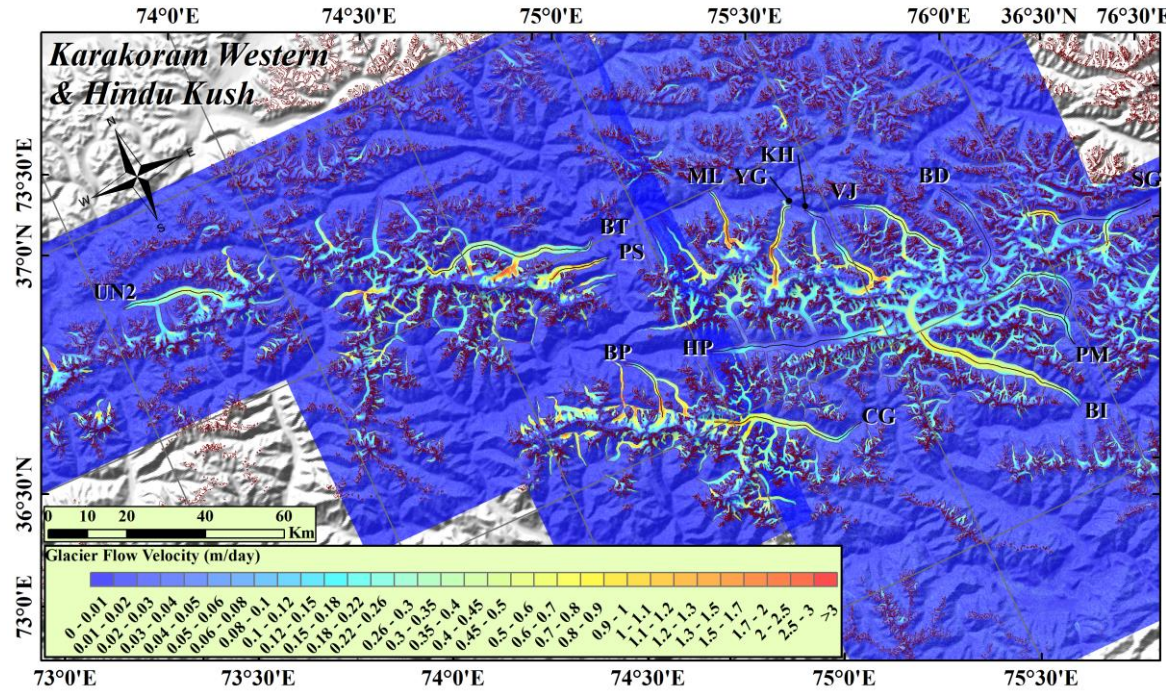 74°0'E 74°30'E 75°0'E 75°30'E 76°0'E 36°30'N 76°30'E
Karakoram Western
& Hindu Kush
N
E
W
S
73°30'E
37°0'N
36°30'N
73°0'E
KH
ML YG
VJ
BD
SG
BT
PS
UN2
BP
HP
PM
BI
CG
0 10 20 40 60
Km
Glacier Flow Velocity (m/day)
0 - 0.01
0.01 - 0.02
0.02 - 0.03
0.03 - 0.04
0.04 - 0.05
0.05 - 0.06
0.06 - 0.08
0.08 - 0.1
0.1 - 0.12
0.12 - 0.15
0.15 - 0.18
0.18 - 0.22
0.22 - 0.26
0.26 - 0.3
0.3 - 0.35
0.35 - 0.4
0.4 - 0.45
0.45 - 0.5
0.5 - 0.6
0.6 - 0.7
0.7 - 0.8
0.8 - 0.9
0.9 - 1
1 - 1.1
1.1 - 1.2
1.2 - 1.3
1.3 - 1.5
1.5 - 1.7
1.7 - 2
2 - 2.5
2.5 - 3
>3
36°30'N
36°0'N
73°0'E 73°30'E 74°0'E 74°30'E 75°0'E 75°30'E